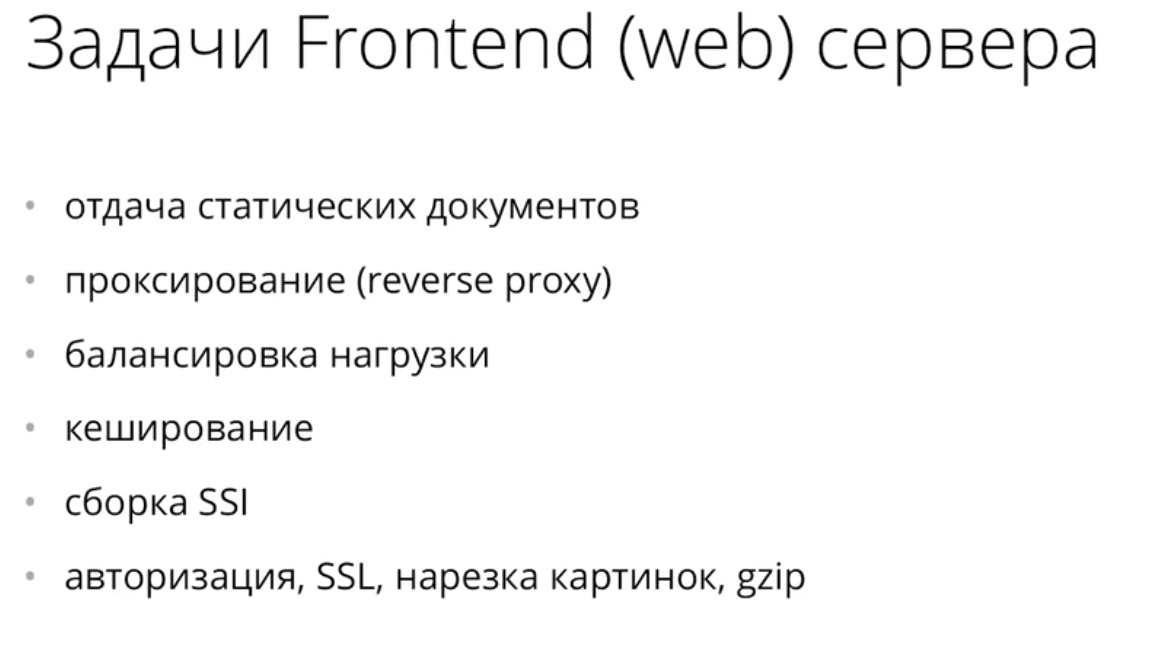 Задачи Frontend (web) сервера
• отдача статических документов
• проксирование (reverse proxy)
• балансировка нагрузки
• кеширование
• сборка SSI
• авторизация, SSL, нарезка картинок, gzip